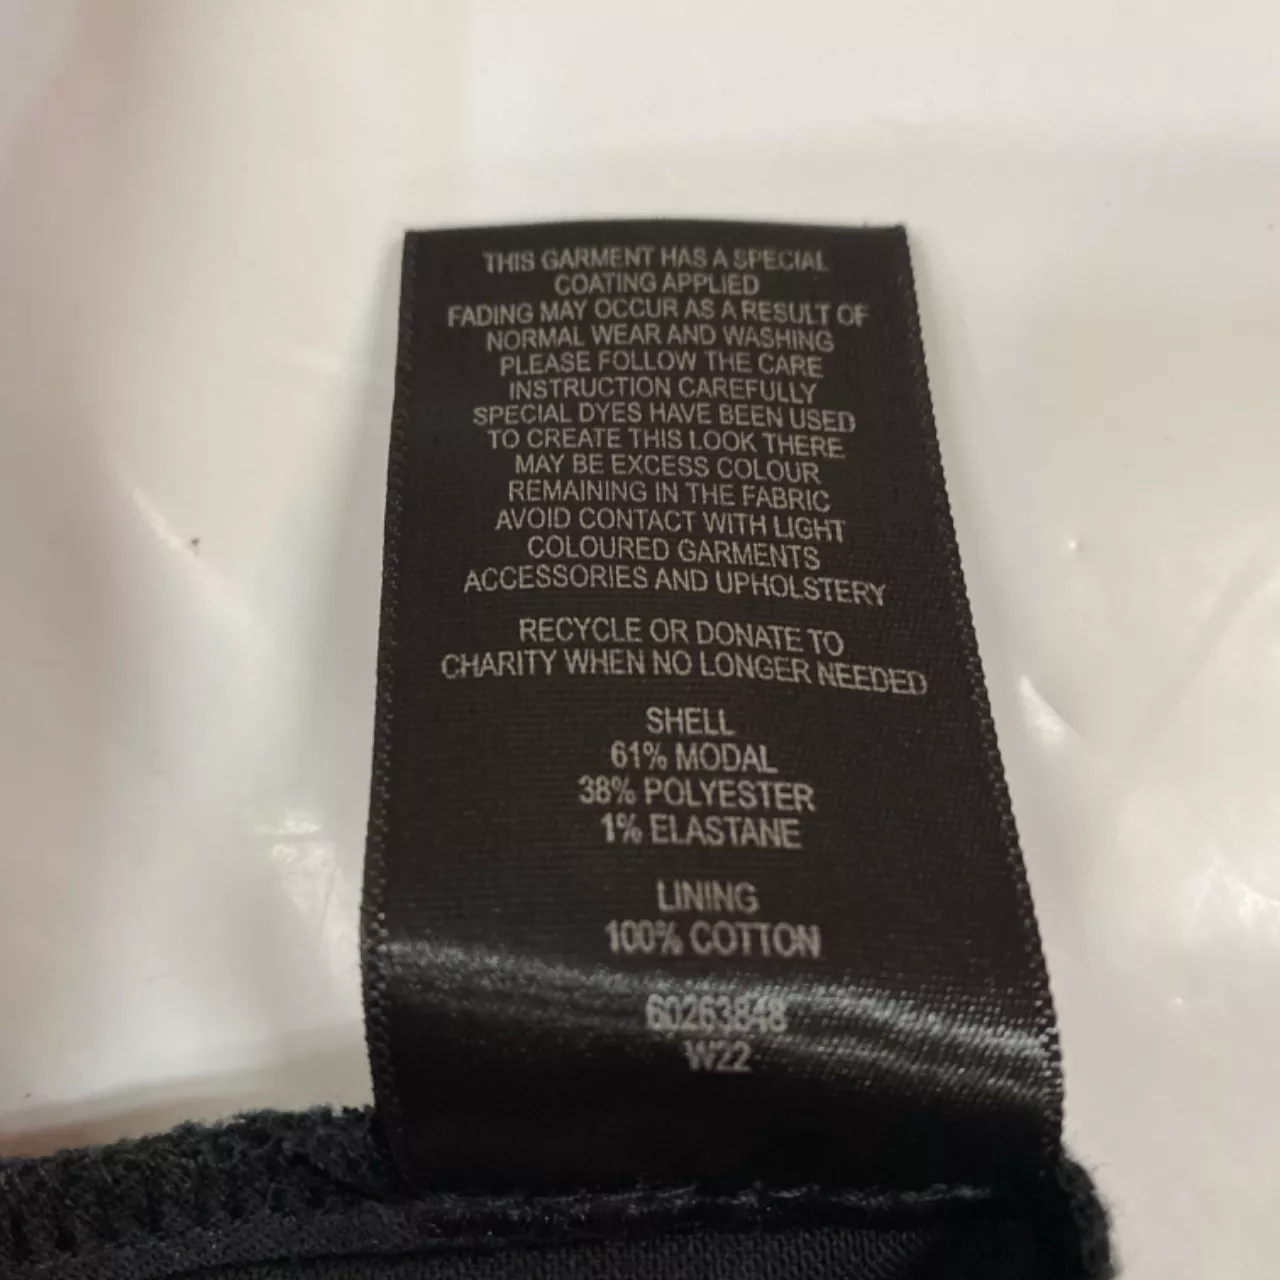 THIS GARMENT HAS A SPECIAL
COATING APPLIED
FADING MAY OCCUR AS A RESULT OF
NORMAL WEAR AND WASHING
PLEASE FOLLOW THE CARE
INSTRUCTION CAREFULLY
SPECIAL DYES HAVE BEEN USED
TO CREATE THIS LOOK THERE
MAY BE EXCESS COLOUR
REMAINING IN THE FABRIC
AVOID CONTACT WITH LIGHT
COLOURED GARMENTS
ACCESSORIES AND UPHOLSTERY
RECYCLE OR DONATE TO
CHARITY WHEN NO LONGER NEEDED
SHELL
61% MODAL
38% POLYESTER
1% ELASTANE
LINING
100% COTTON
60263848
W22